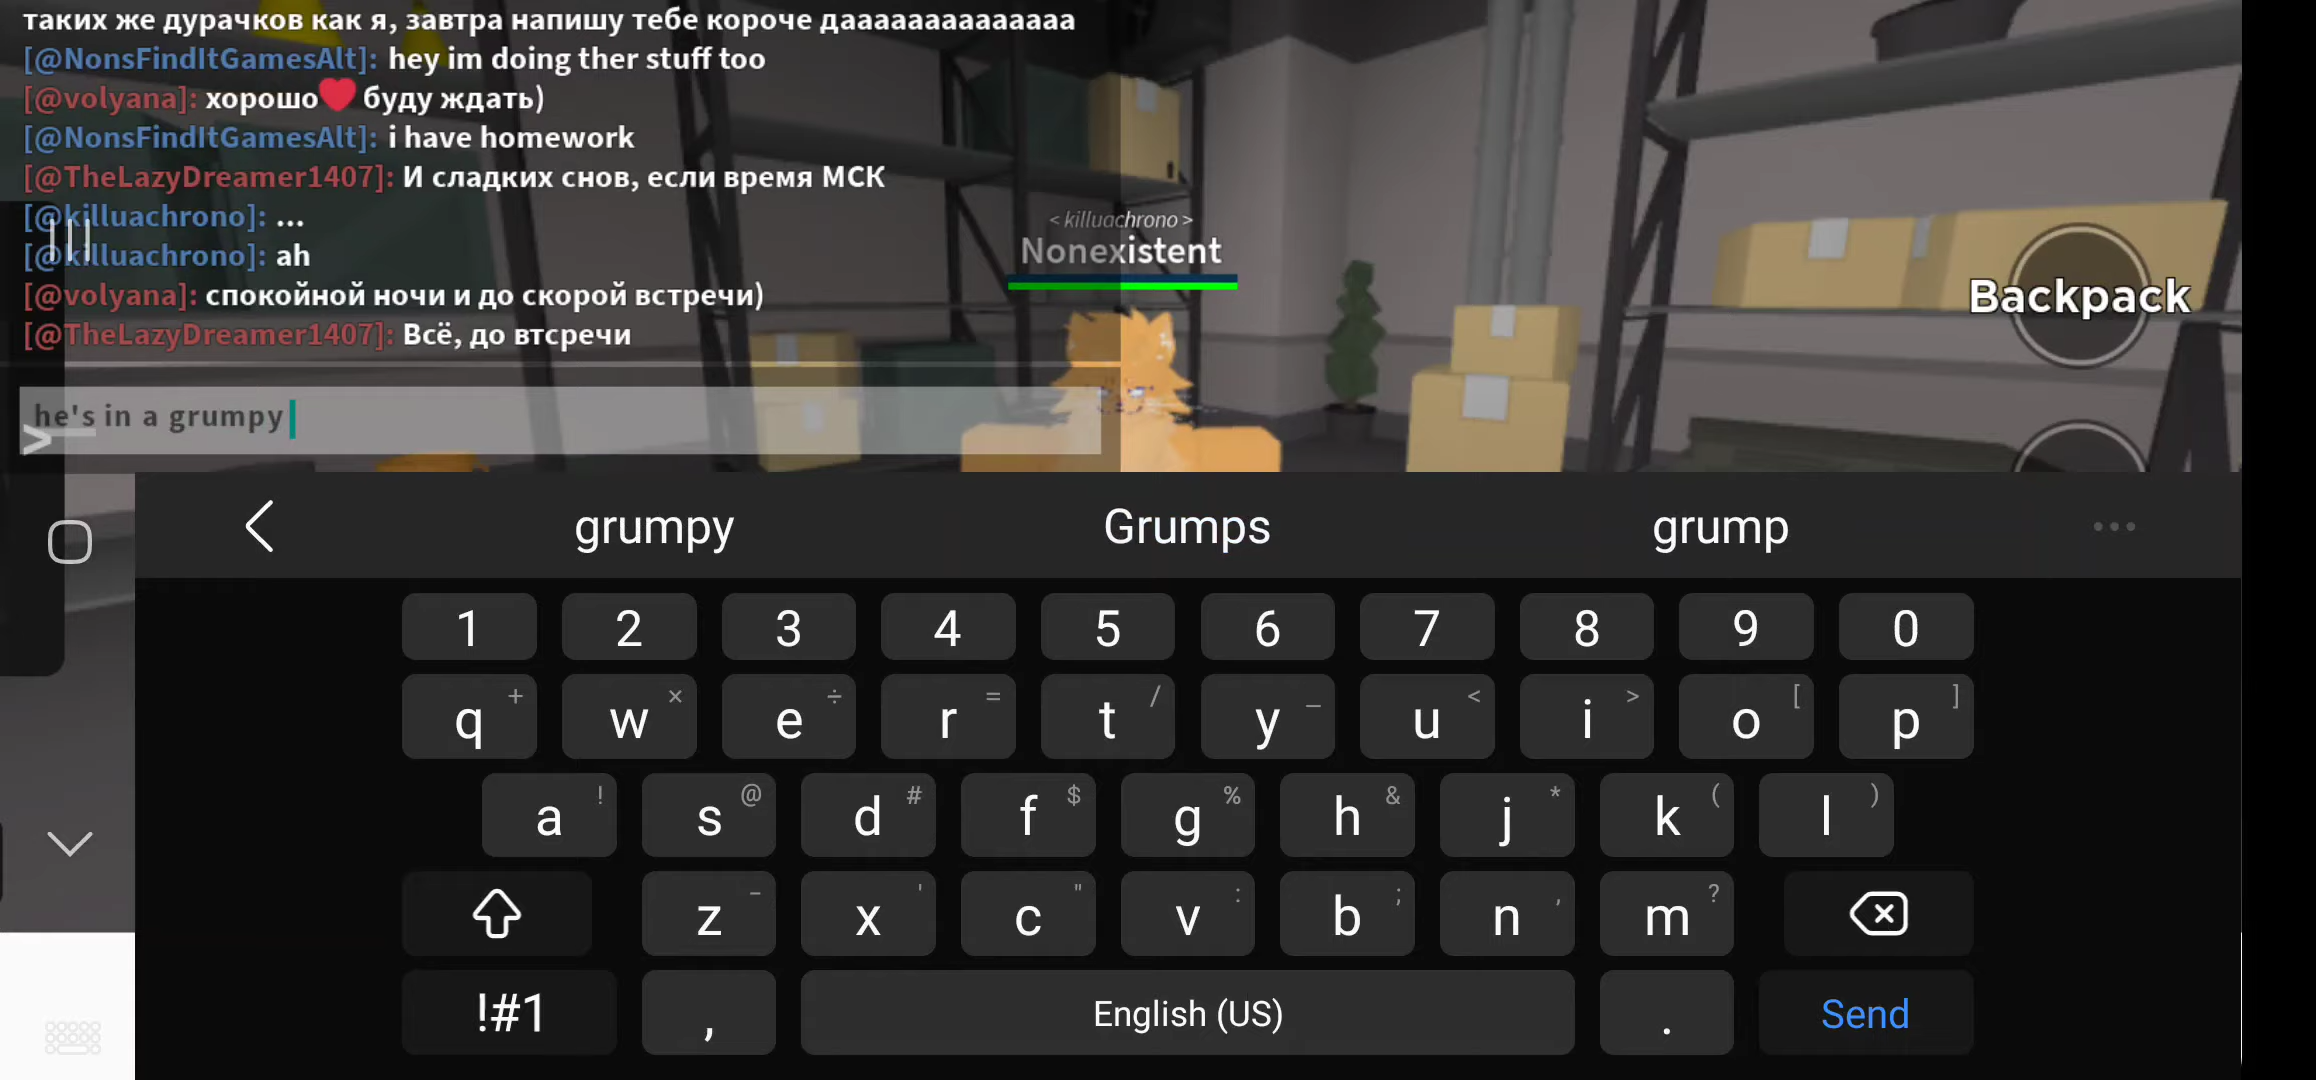 таких же дурачков как я, завтра напишу тебе короче даааааааааааааа
[@NonsFindItGamesAlt]: hey im doing ther stuff too
[@volyana]: хорошо❤️ буду ждать)
[@NonsFindItGamesAlt]: i have homework
[@TheLazyDreamer1407]: И сладких снов, если время МСК
[@killuachrono]: ...
[@killuachrono]: ah
[@volyana]: спокойной ночи и до скорой встречи)
[@TheLazyDreamer1407]: Всё, до втсречи
< killuachrono >
Nonexistent
Backpack
he's in a grumpy
grumpy Grumps grump
1 2 3 4 5 6 7 8 9 0
q + w × e ÷ r = t / y _ u < i > o [ p ]
a ! s @ d # f $ g % h & j * k ( l )
z - x ' c " v : b ; n , m ?
!#1 , English (US) . Send